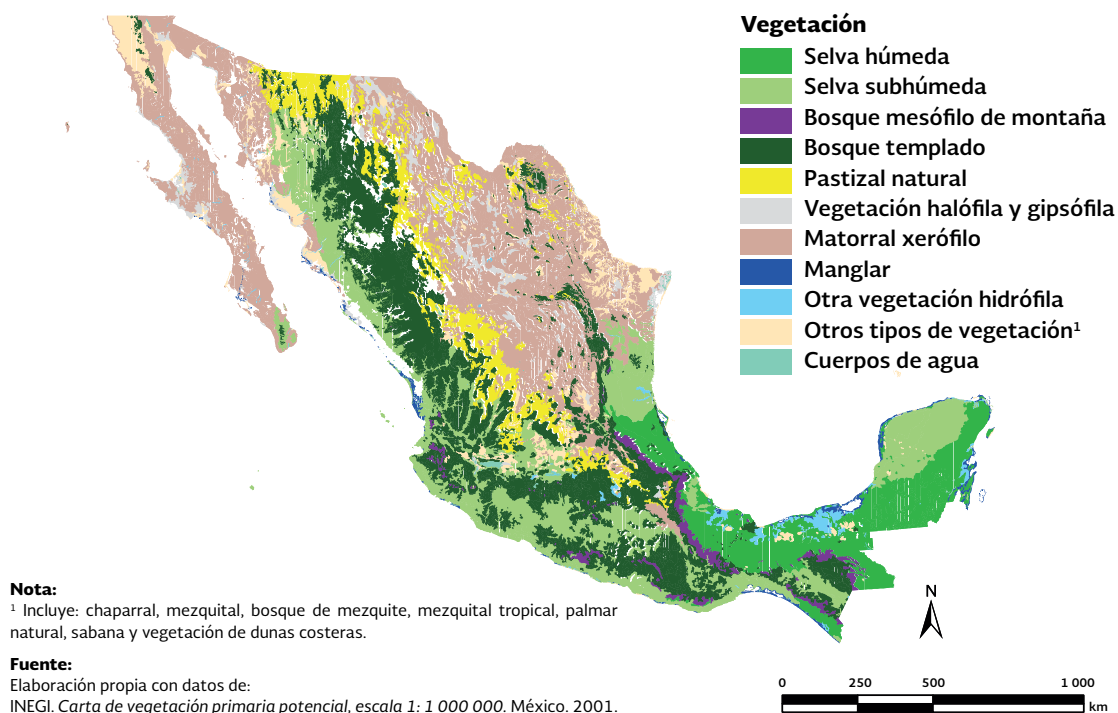 Vegetación
Selva húmeda
Selva subhúmeda
Bosque mesófilo de montaña
Bosque templado
Pastizal natural
Vegetación halófila y gipsófila
Matorral xerófilo
Manglar
Otra vegetación hidrófila
Otros tipos de vegetación¹
Cuerpos de agua
Nota:
¹ Incluye: chaparral, mezquital, bosque de mezquite, mezquital tropical, palmar
natural, sabana y vegetación de dunas costeras.
Fuente:
Elaboración propia con datos de:
INEGI. Carta de vegetación primaria potencial, escala 1: 1 000 000. México. 2001.
N
0 250 500 1 000
km